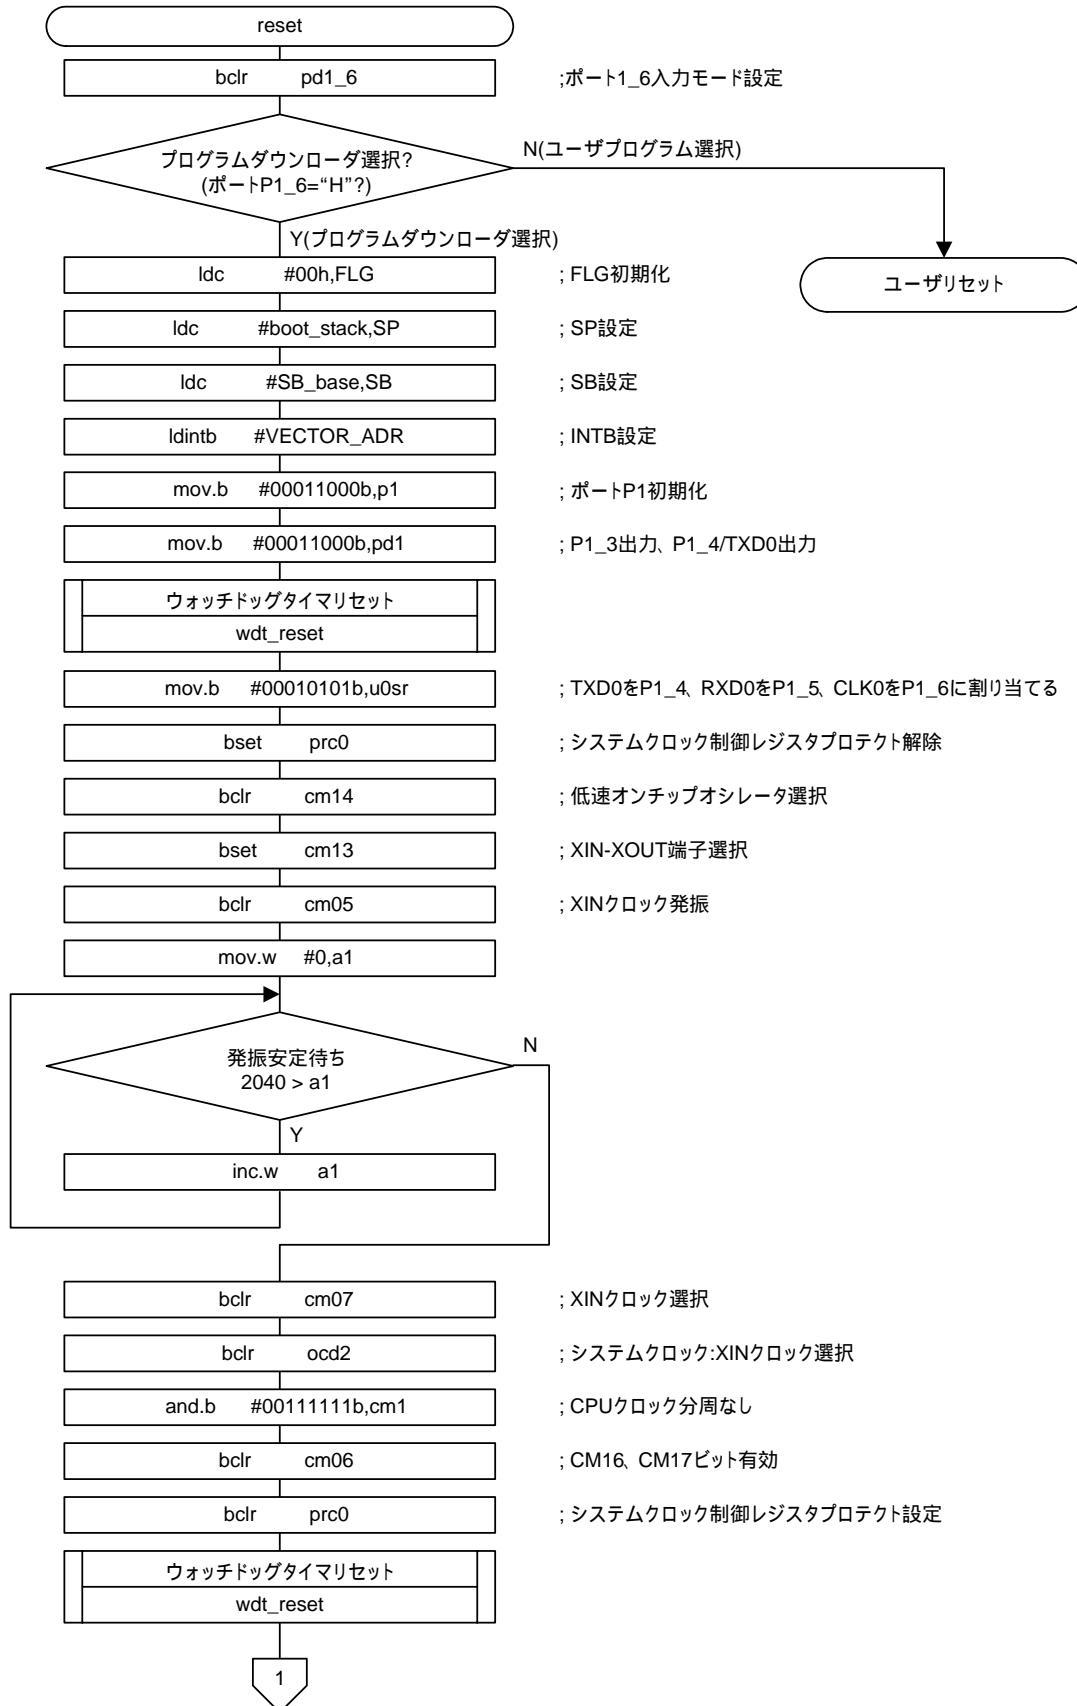 reset
bclr pd1_6 ;ポート1_6入力モード設定
プログラムダウンローダ選択?
(ポートP1_6=“H”?)
N(ユーザプログラム選択)
Y(プログラムダウンローダ選択)
ユーザリセット
ldc #00h,FLG ; FLG初期化
ldc #boot_stack,SP ; SP設定
ldc #SB_base,SB ; SB設定
ldintb #VECTOR_ADR ; INTB設定
mov.b #00011000b,p1 ; ポートP1初期化
mov.b #00011000b,pd1 ; P1_3出力、P1_4/TXD0出力
ウォッチドッグタイマリセット
wdt_reset
mov.b #00010101b,u0sr ; TXD0をP1_4、RXD0をP1_5、CLK0をP1_6に割り当てる
bset prc0 ; システムクロック制御レジスタプロテクト解除
bclr cm14 ; 低速オンチップオシレータ選択
bset cm13 ; XIN-XOUT端子選択
bclr cm05 ; XINクロック発振
mov.w #0,a1
発振安定待ち
2040 > a1
N
Y
inc.w a1
bclr cm07 ; XINクロック選択
bclr ocd2 ; システムクロック:XINクロック選択
and.b #00111111b,cm1 ; CPUクロック分周なし
bclr cm06 ; CM16、CM17ビット有効
bclr prc0 ; システムクロック制御レジスタプロテクト設定
ウォッチドッグタイマリセット
wdt_reset
1